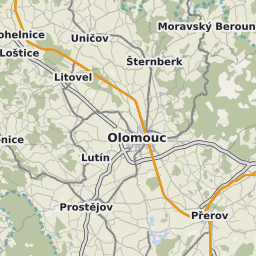 Moravský Beroun
ohelnice
Uničov
Loštice
Šternberk
Litovel
Olomouc
nice
Lutín
Prostějov
Přerov